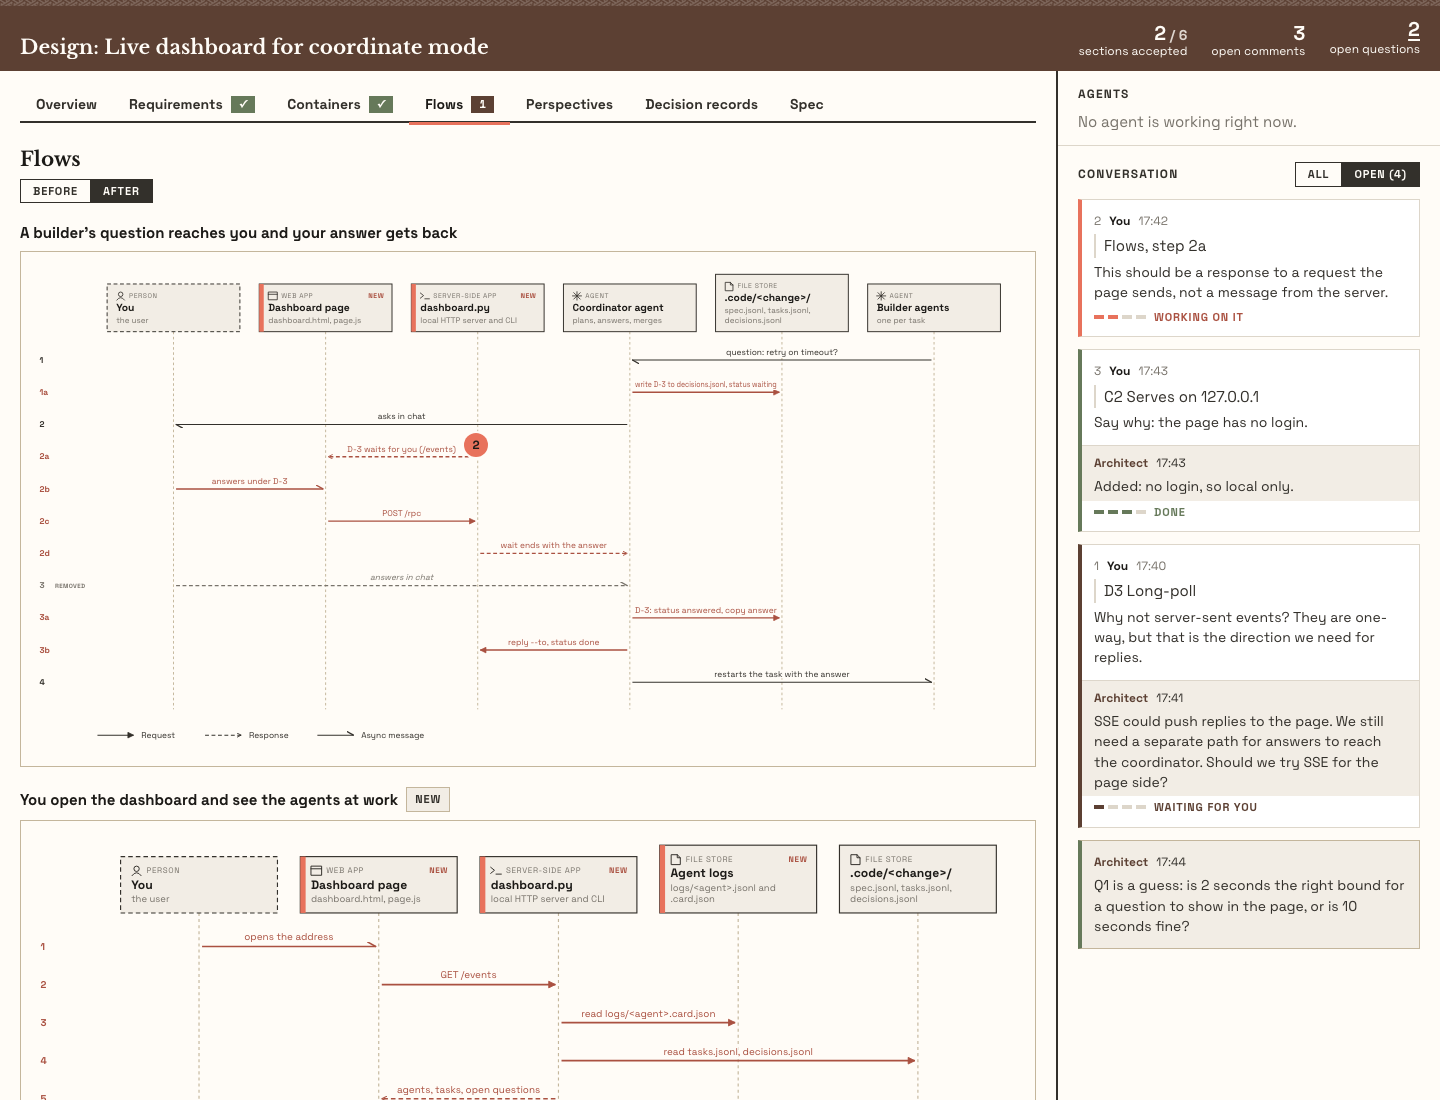 Design: Live dashboard for coordinate mode
2 / 6
sections accepted
3
open comments
2
open questions
Overview
Requirements ✓
Containers ✓
Flows 1
Perspectives
Decision records
Spec
Flows
BEFORE
AFTER
A builder's question reaches you and your answer gets back
PERSON
You
the user
WEB APP
NEW
Dashboard page
dashboard.html, page.js
SERVER-SIDE APP
NEW
dashboard.py
local HTTP server and CLI
AGENT
Coordinator agent
plans, answers, merges
FILE STORE
.code/<change>/
spec.jsonl, tasks.jsonl,
decisions.jsonl
AGENT
Builder agents
one per task
1
question: retry on timeout?
1a
write D-3 to decisions.jsonl, status waiting
2
asks in chat
2a
D-3 waits for you (/events)
2
2b
answers under D-3
2c
POST /rpc
2d
wait ends with the answer
3 REMOVED
answers in chat
3a
D-3: status answered, copy answer
3b
reply --to, status done
4
restarts the task with the answer
Request
Response
Async message
You open the dashboard and see the agents at work
NEW
PERSON
You
the user
WEB APP
NEW
Dashboard page
dashboard.html, page.js
SERVER-SIDE APP
NEW
dashboard.py
local HTTP server and CLI
FILE STORE
NEW
Agent logs
logs/<agent>.jsonl and
.card.json
FILE STORE
.code/<change>/
spec.jsonl, tasks.jsonl,
decisions.jsonl
1
opens the address
2
GET /events
3
read logs/<agent>.card.json
4
read tasks.jsonl, decisions.jsonl
5
agents, tasks, open questions
AGENTS
No agent is working right now.
CONVERSATION
ALL
OPEN (4)
2 You 17:42
Flows, step 2a
This should be a response to a request the
page sends, not a message from the server.
WORKING ON IT
3 You 17:43
C2 Serves on 127.0.0.1
Say why: the page has no login.
Architect 17:43
Added: no login, so local only.
DONE
1 You 17:40
D3 Long-poll
Why not server-sent events? They are one-
way, but that is the direction we need for
replies.
Architect 17:41
SSE could push replies to the page. We still
need a separate path for answers to reach
the coordinator. Should we try SSE for the
page side?
WAITING FOR YOU
Architect 17:44
Q1 is a guess: is 2 seconds the right bound for
a question to show in the page, or is 10
seconds fine?